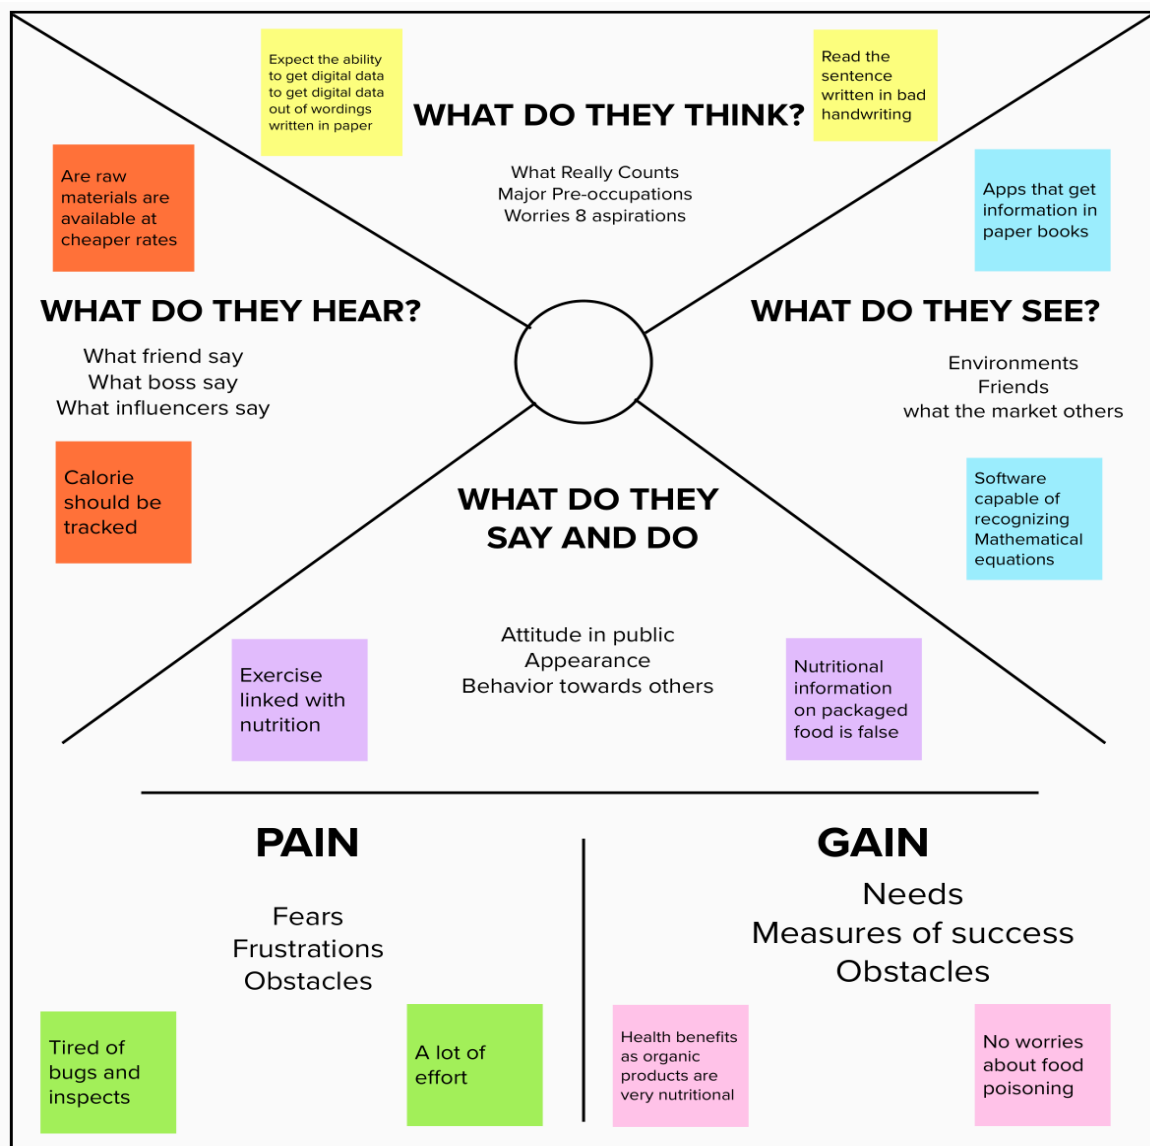 Expect the ability
to get digital data
to get digital data
out of wordings
written in paper
WHAT DO THEY THINK?
Read the
sentence
written in bad
handwriting
What Really Counts
Major Pre-occupations
Worries 8 aspirations
Are raw
materials are
available at
cheaper rates
Apps that get
information in
paper books
WHAT DO THEY HEAR?
What friend say
What boss say
What influencers say
Calorie
should be
tracked
WHAT DO THEY SEE?
Environments
Friends
what the market others
Software
capable of
recognizing
Mathematical
equations
WHAT DO THEY
SAY AND DO
Attitude in public
Appearance
Behavior towards others
Exercise
linked with
nutrition
Nutritional
information
on packaged
food is false
PAIN
Fears
Frustrations
Obstacles
Tired of
bugs and
inspects
A lot of
effort
GAIN
Needs
Measures of success
Obstacles
Health benefits
as organic
products are
very nutritional
No worries
about food
poisoning